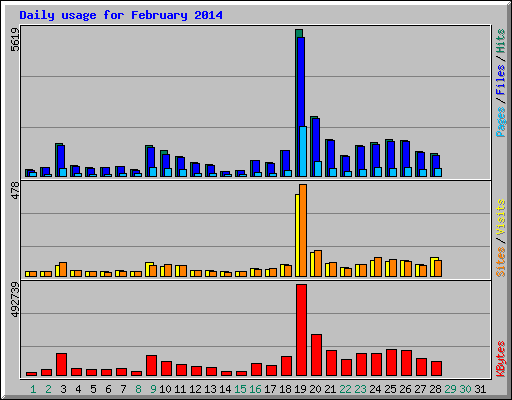 Daily usage for February 2014
5619
Pages / Files / Hits
478
Sites / Visits
492739
KBytes
1 2 3 4 5 6 7 8 9 10 11 12 13 14 15 16 17 18 19 20 21 22 23 24 25 26 27 28 29 30 31